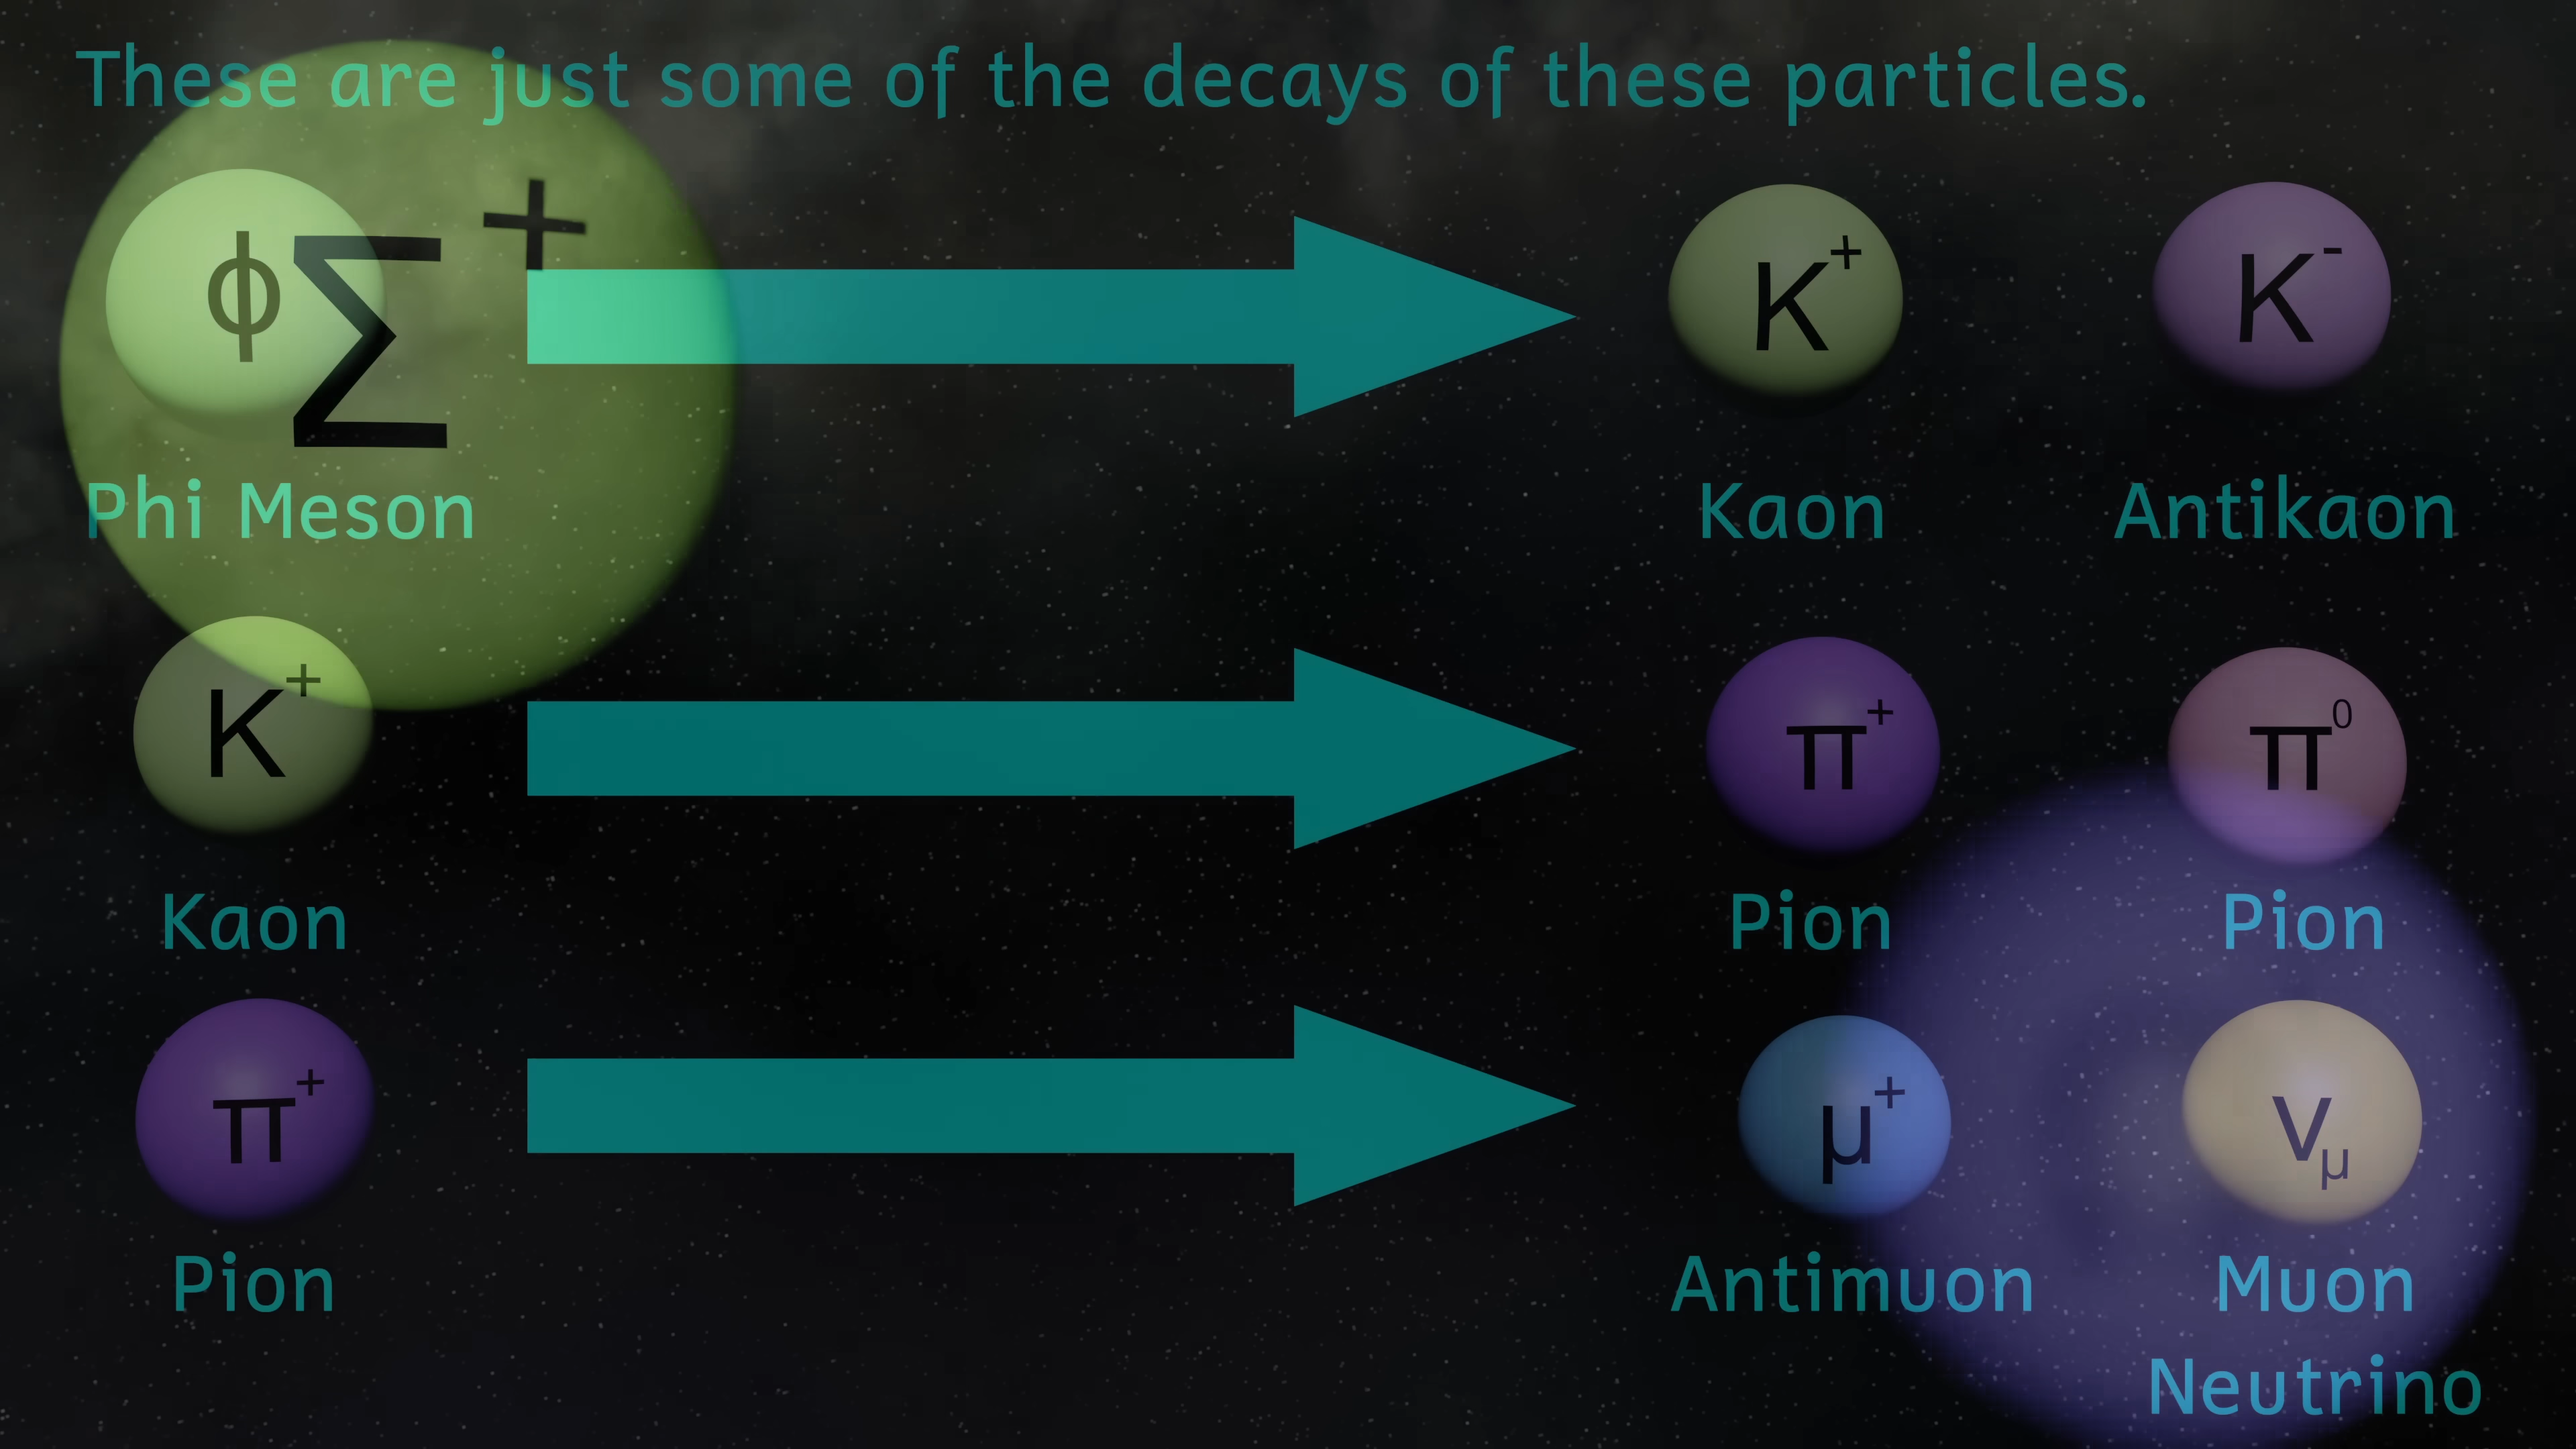 These are just some of the decays of these particles.
ϕ Σ⁺ K⁺ K⁻
Phi Meson Kaon Antikaon
K⁺ π⁺ π⁰
Kaon Pion Pion
π⁺ μ⁺ νμ
Pion Antimuon Muon
Neutrino